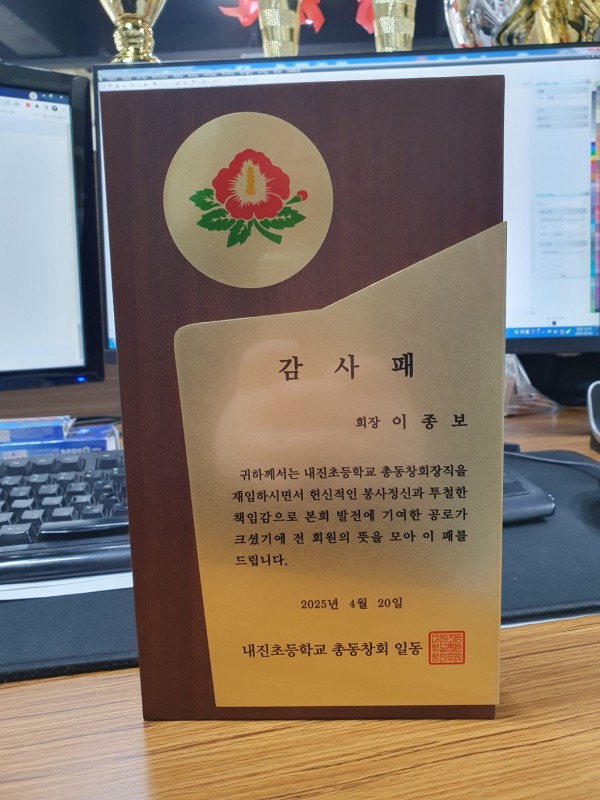 감 사 패
회장 이 종 보
귀하께서는 내진초등학교 총동창회장직을
재임하시면서 헌신적인 봉사정신과 투철한
책임감으로 본회 발전에 기여한 공로가
크셨기에 전 회원의 뜻을 모아 이 패를
드립니다.
2025년 4월 20일
내진초등학교 총동창회 일동